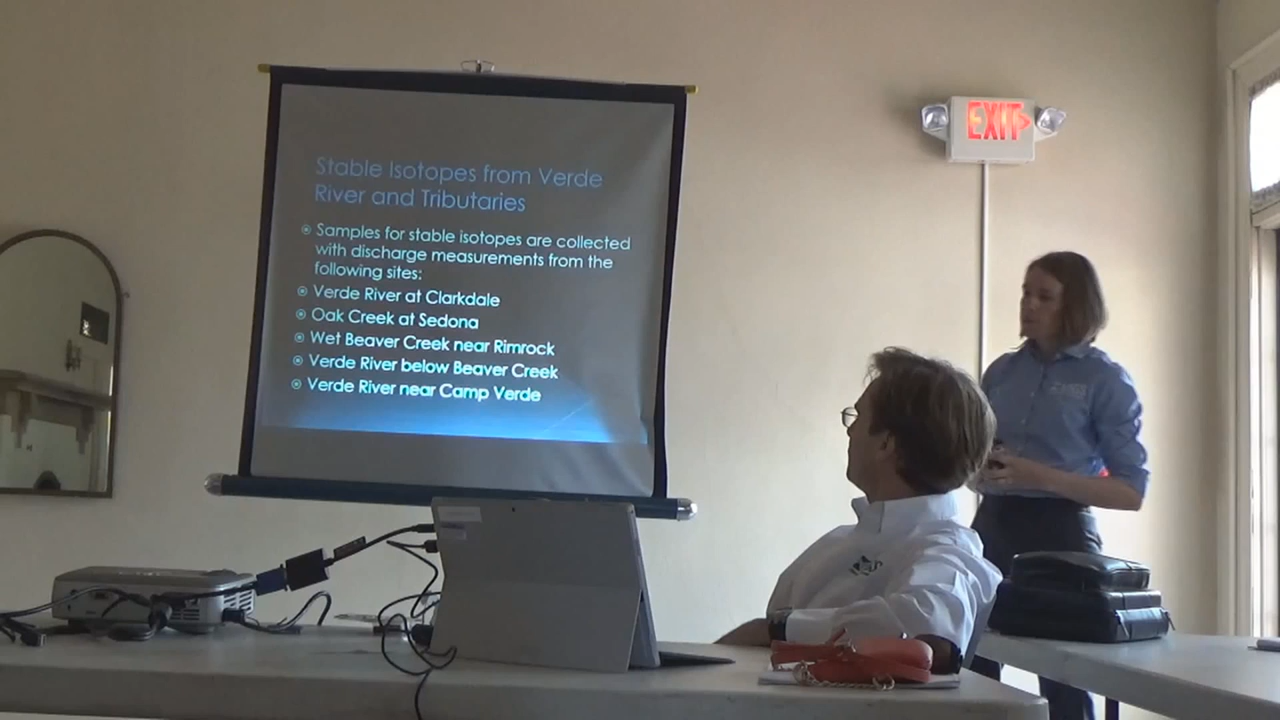 Stable Isotopes from Verde
River and Tributaries
Samples for stable isotopes are collected
with discharge measurements from the
following sites:
Verde River at Clarkdale
Oak Creek at Sedona
Wet Beaver Creek near Rimrock
Verde River below Beaver Creek
Verde River near Camp Verde
EXIT